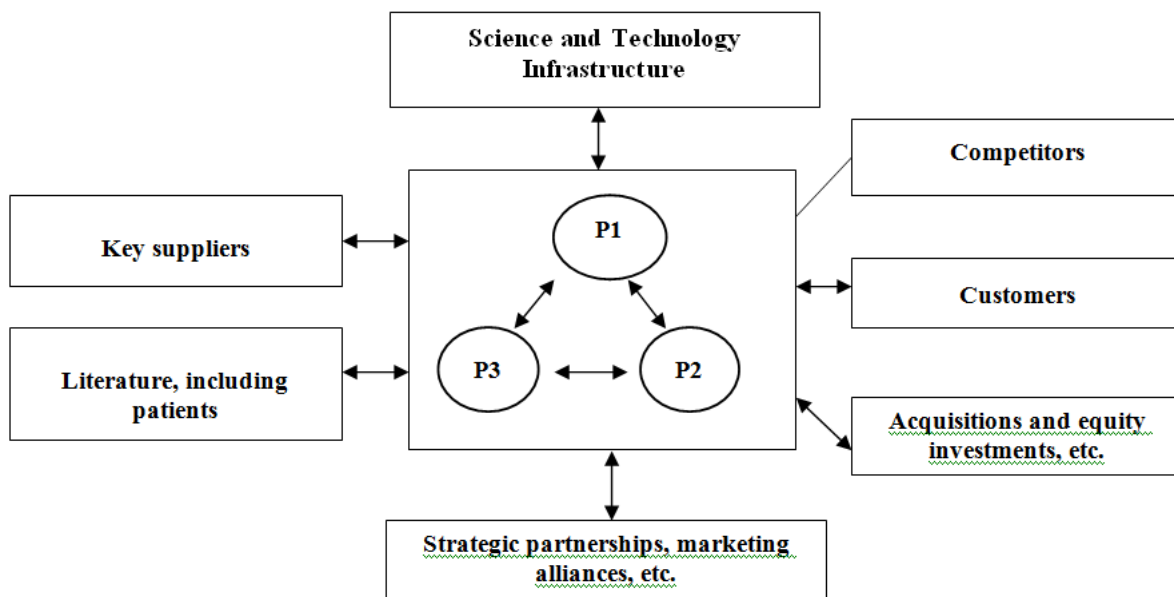 Science and Technology
Infrastructure
Competitors
P1
Key suppliers
Customers
P3
P2
Literature, including
patients
Acquisitions and equity
investments, etc.
Strategic partnerships, marketing
alliances, etc.